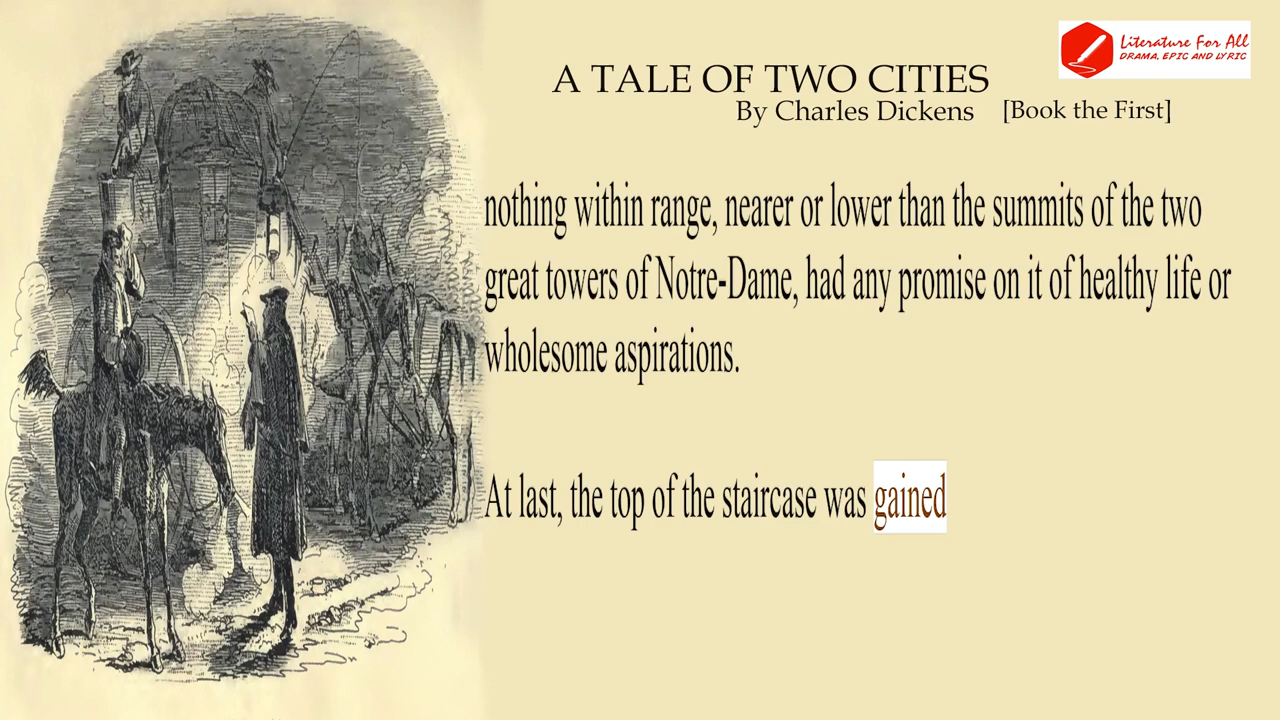 Literature For All
DRAMA, EPIC AND LYRIC
A TALE OF TWO CITIES
By Charles Dickens [Book the First]
nothing within range, nearer or lower than the summits of the two
great towers of Notre-Dame, had any promise on it of healthy life or
wholesome aspirations.
At last, the top of the staircase was gained